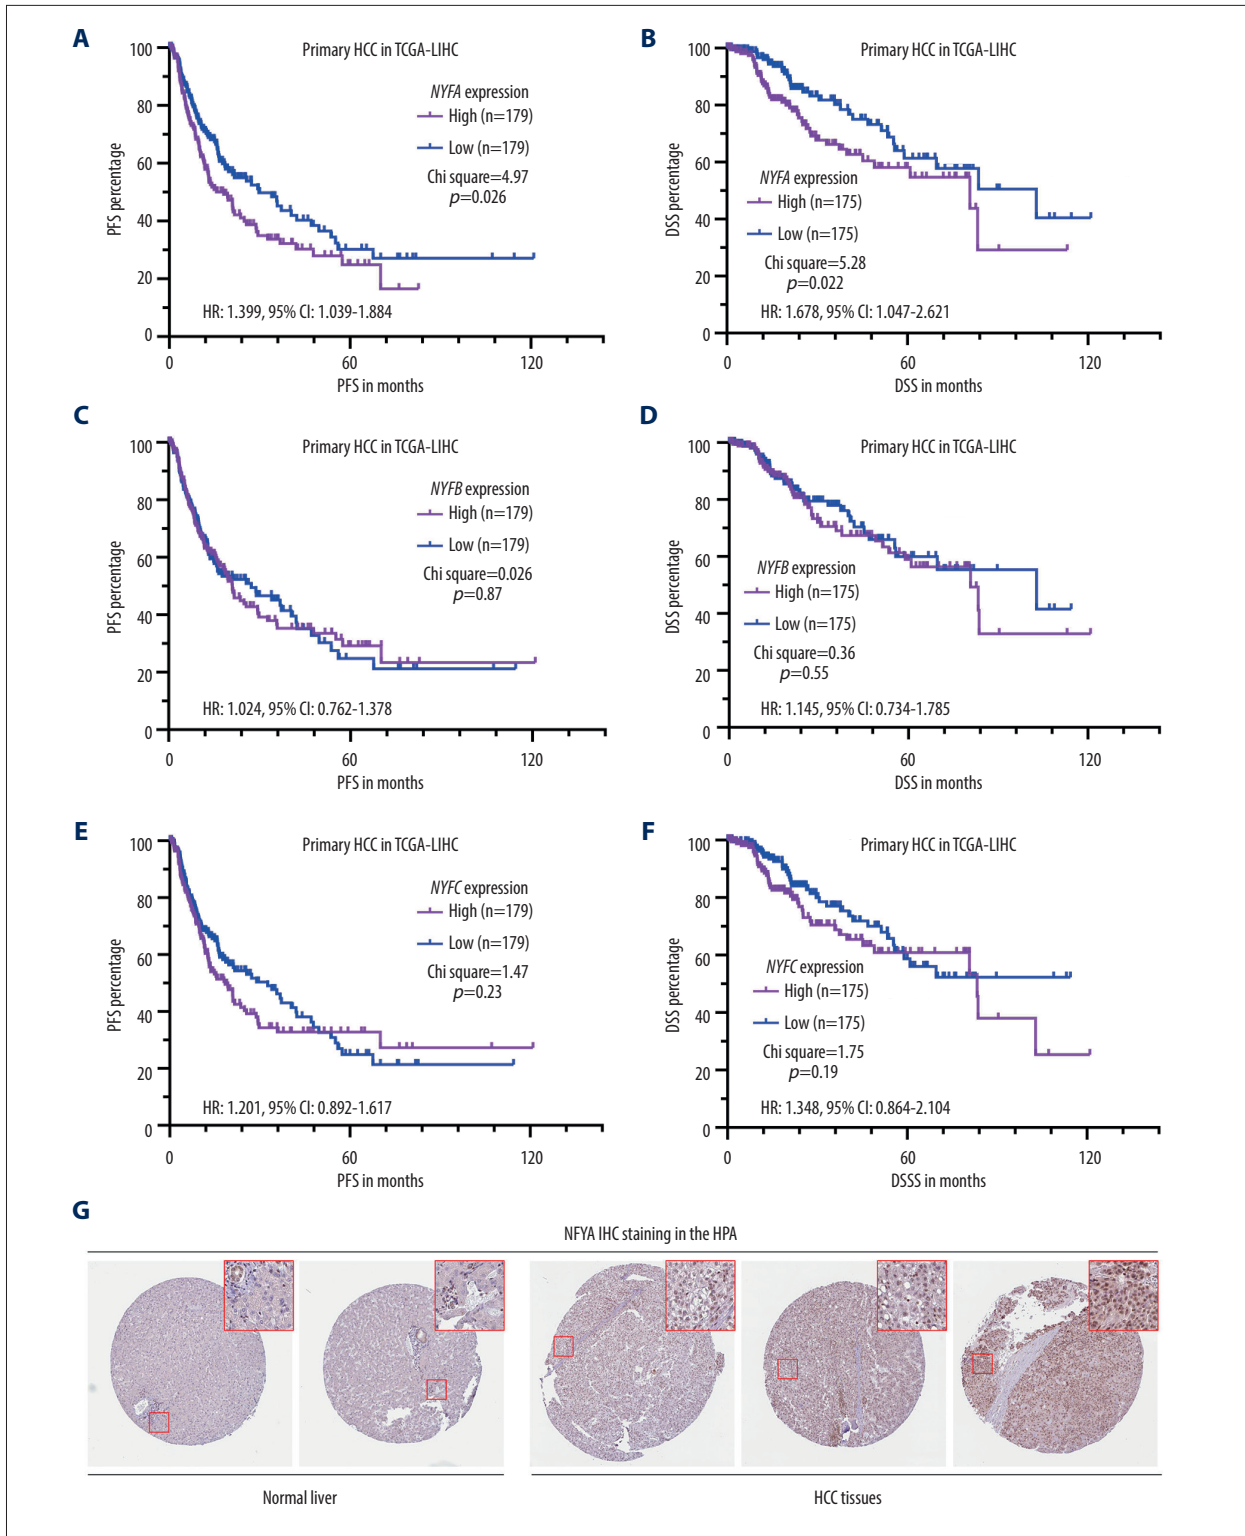 A
Primary HCC in TCGA-LIHC
100
80
60
40
20
0
PFS percentage
NYFA expression
High (n=179)
Low (n=179)
Chi square=4.97
p=0.026
HR: 1.399, 95% CI: 1.039-1.884
0
60
120
PFS in months
B
Primary HCC in TCGA-LIHC
100
80
60
40
20
0
DSS percentage
NYFA expression
High (n=175)
Low (n=175)
Chi square=5.28
p=0.022
HR: 1.678, 95% CI: 1.047-2.621
0
60
120
DSS in months
C
Primary HCC in TCGA-LIHC
100
80
60
40
20
0
PFS percentage
NYFB expression
High (n=179)
Low (n=179)
Chi square=0.026
p=0.87
HR: 1.024, 95% CI: 0.762-1.378
0
60
120
PFS in months
D
Primary HCC in TCGA-LIHC
100
80
60
40
20
0
DSS percentage
NYFB expression
High (n=175)
Low (n=175)
Chi square=0.36
p=0.55
HR: 1.145, 95% CI: 0.734-1.785
0
60
120
DSS in months
E
Primary HCC in TCGA-LIHC
100
80
60
40
20
0
PFS percentage
NYFC expression
High (n=179)
Low (n=179)
Chi square=1.47
p=0.23
HR: 1.201, 95% CI: 0.892-1.617
0
60
120
PFS in months
F
Primary HCC in TCGA-LIHC
100
80
60
40
20
0
DSS percentage
NYFC expression
High (n=175)
Low (n=175)
Chi square=1.75
p=0.19
HR: 1.348, 95% CI: 0.864-2.104
0
60
120
DSSS in months
G
NFYA IHC staining in the HPA
Normal liver
HCC tissues